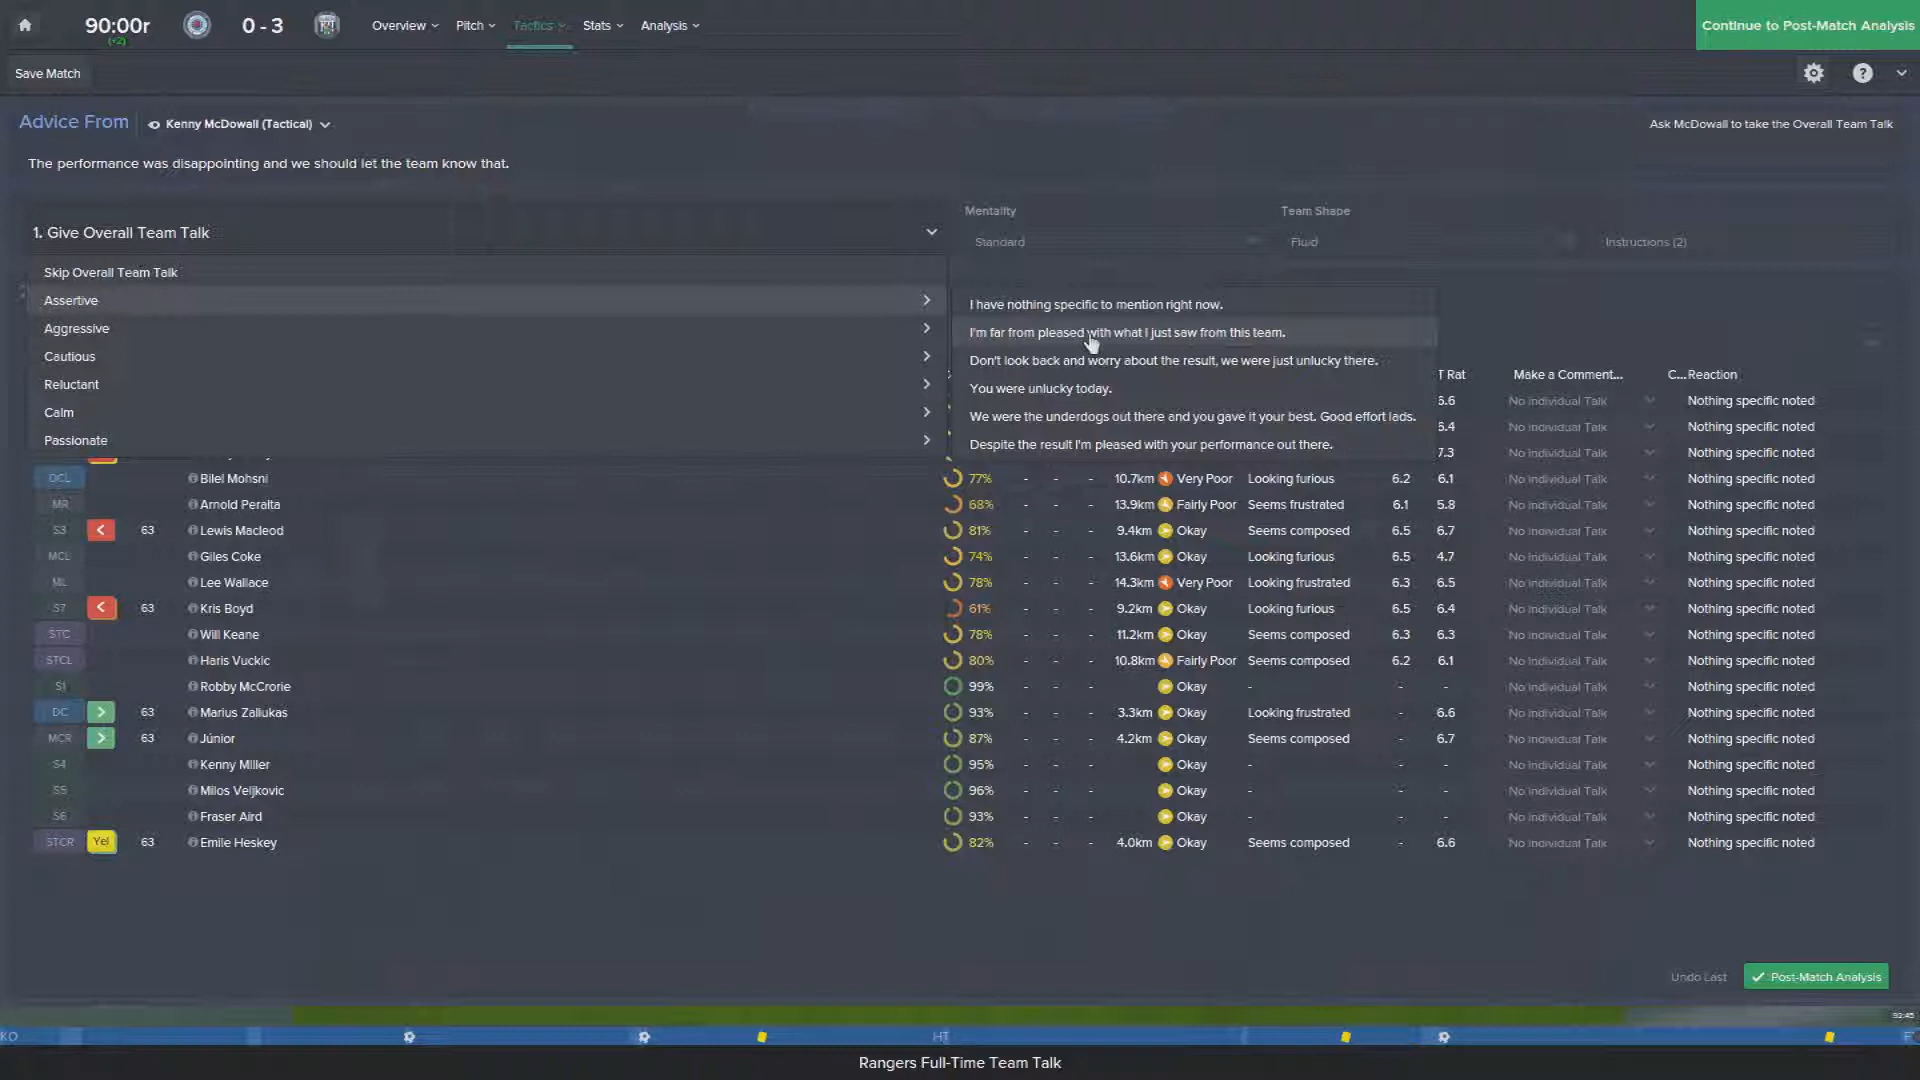 90:00r 0 - 3 Overview Pitch Tactics Stats Analysis Continue to Post-Match Analysis
(+2)
Save Match
Advice From Kenny McDowall (Tactical) Ask McDowall to take the Overall Team Talk
The performance was disappointing and we should let the team know that.
Mentality Team Shape
1. Give Overall Team Talk Standard Fluid Instructions (2)
Skip Overall Team Talk
Assertive
Aggressive
Cautious
Reluctant
Calm
Passionate
I have nothing specific to mention right now.
I'm far from pleased with what I just saw from this team.
Don't look back and worry about the result, we were just unlucky there.
You were unlucky today.
We were the underdogs out there and you gave it your best. Good effort lads.
Despite the result I'm pleased with your performance out there.
T Rat Make a Comment... C... Reaction
6.6 No Individual Talk Nothing specific noted
6.4 No Individual Talk Nothing specific noted
7.3 No Individual Talk Nothing specific noted
DCL Bilel Mohsni 77% - - - 10.7km Very Poor Looking furious 6.2 6.1 No Individual Talk Nothing specific noted
MR Arnold Peralta 68% - - - 13.9km Fairly Poor Seems frustrated 6.1 5.8 No Individual Talk Nothing specific noted
S3 < 63 Lewis Macleod 81% - - - 9.4km Okay Seems composed 6.5 6.7 No Individual Talk Nothing specific noted
MCL Giles Coke 74% - - - 13.6km Okay Looking furious 6.5 4.7 No Individual Talk Nothing specific noted
ML Lee Wallace 78% - - - 14.3km Very Poor Looking frustrated 6.3 6.5 No Individual Talk Nothing specific noted
S7 < 63 Kris Boyd 61% - - - 9.2km Okay Looking furious 6.5 6.4 No Individual Talk Nothing specific noted
STC Will Keane 78% - - - 11.2km Okay Seems composed 6.3 6.3 No Individual Talk Nothing specific noted
STCL Haris Vuckic 80% - - - 10.8km Fairly Poor Seems composed 6.2 6.1 No Individual Talk Nothing specific noted
S1 Robby McCrorie 99% - - - Okay - - - No Individual Talk Nothing specific noted
DC > 63 Marius Zaliukas 93% - - - 3.3km Okay Looking frustrated - 6.6 No Individual Talk Nothing specific noted
MCR > 63 Júnior 87% - - - 4.2km Okay Seems composed - 6.7 No Individual Talk Nothing specific noted
S4 Kenny Miller 95% - - - Okay - - - No Individual Talk Nothing specific noted
S5 Milos Veljkovic 96% - - - Okay - - - No Individual Talk Nothing specific noted
S6 Fraser Aird 93% - - - Okay - - - No Individual Talk Nothing specific noted
STCR Yel 63 Emile Heskey 82% - - - 4.0km Okay Seems composed - 6.6 No Individual Talk Nothing specific noted
Undo Last Post-Match Analysis
92:45
KO HT
Rangers Full-Time Team Talk